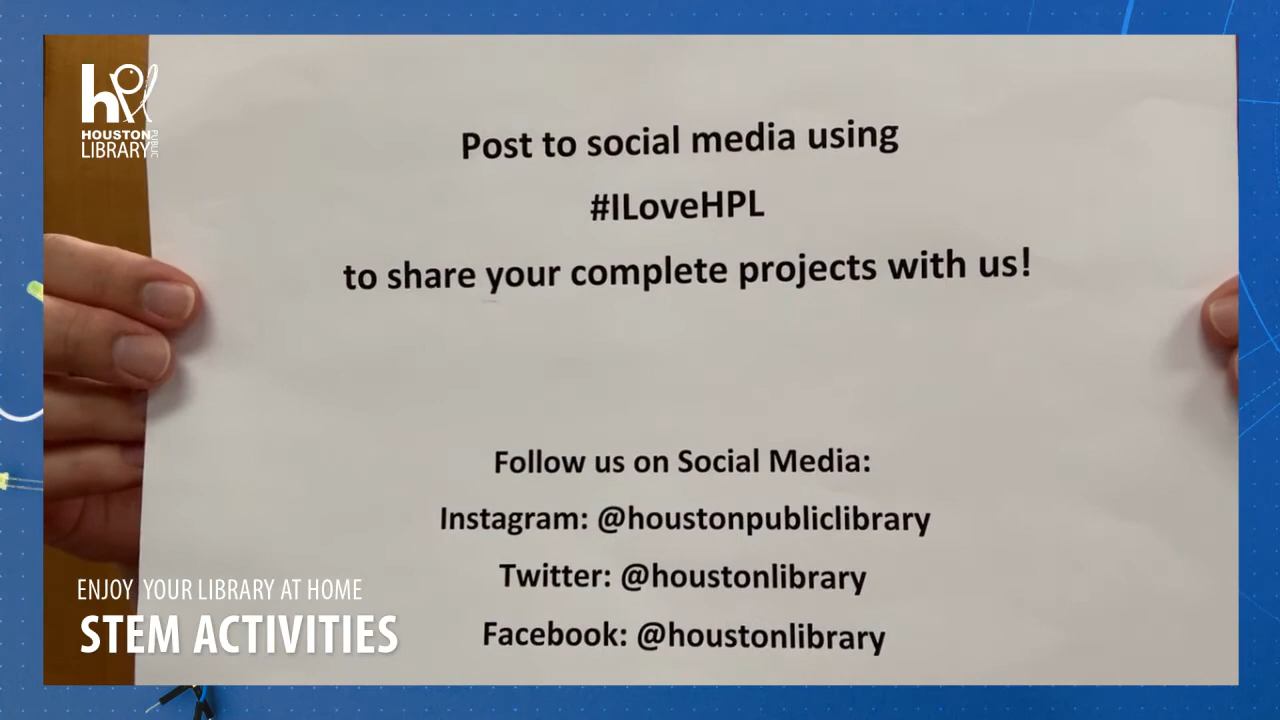 hpl
HOUSTON
PUBLIC
LIBRARY
Post to social media using
#ILoveHPL
to share your complete projects with us!
Follow us on Social Media:
Instagram: @houstonpubliclibrary
Twitter: @houstonlibrary
Facebook: @houstonlibrary
ENJOY YOUR LIBRARY AT HOME
STEM ACTIVITIES